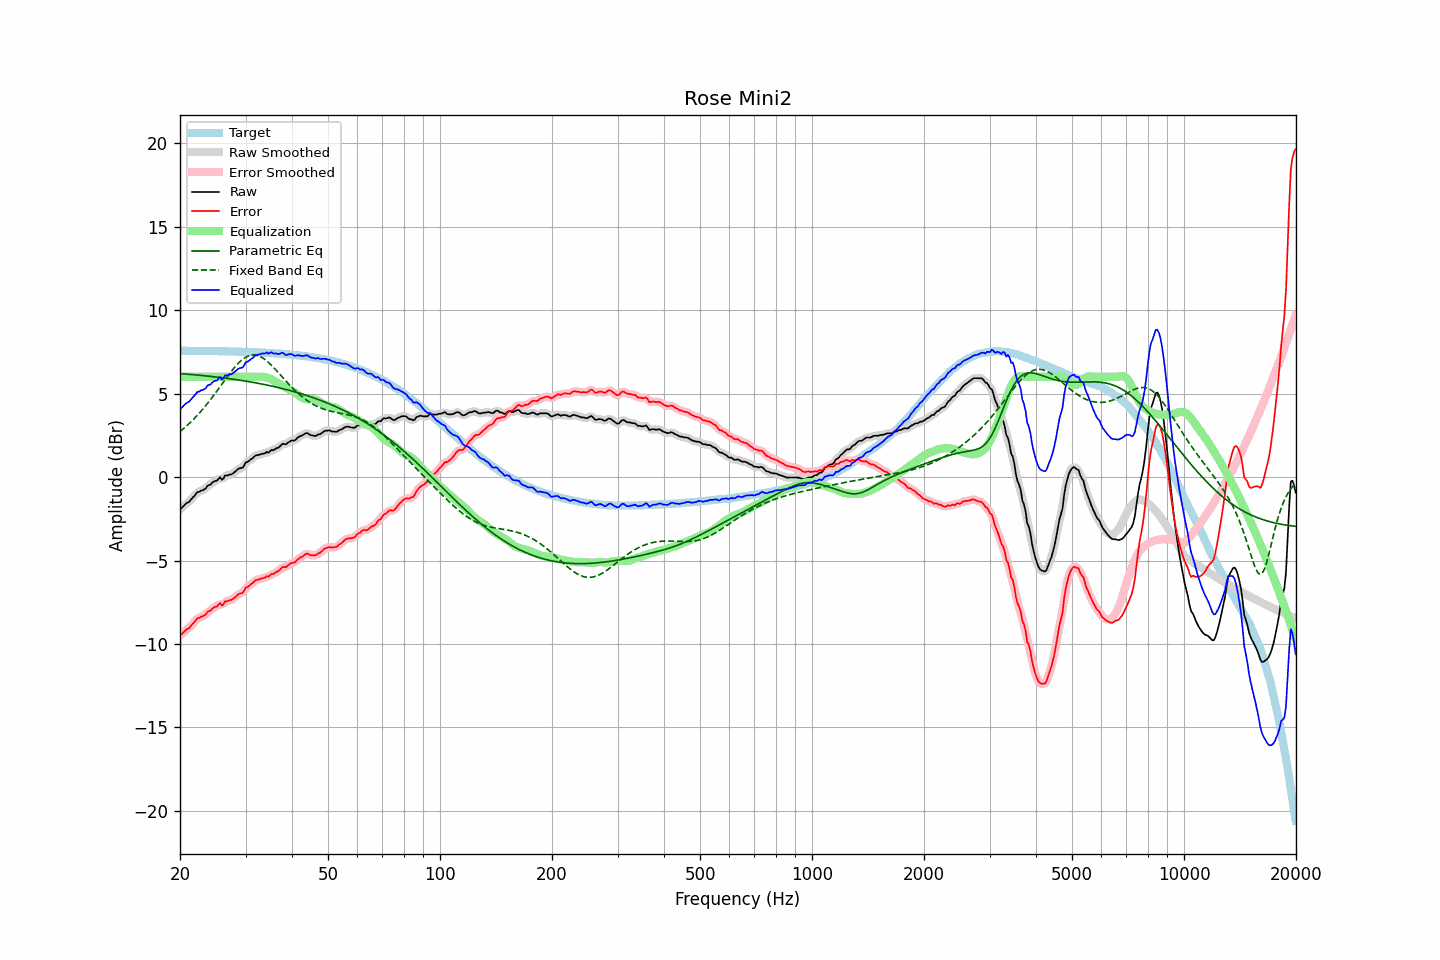 Rose Mini2
Target
Raw Smoothed
Error Smoothed
Raw
Error
Equalization
Parametric Eq
Fixed Band Eq
Equalized
20
15
10
5
0
−5
−10
−15
−20
Amplitude (dBr)
20
50
100
200
500
1000
2000
5000
10000
20000
Frequency (Hz)